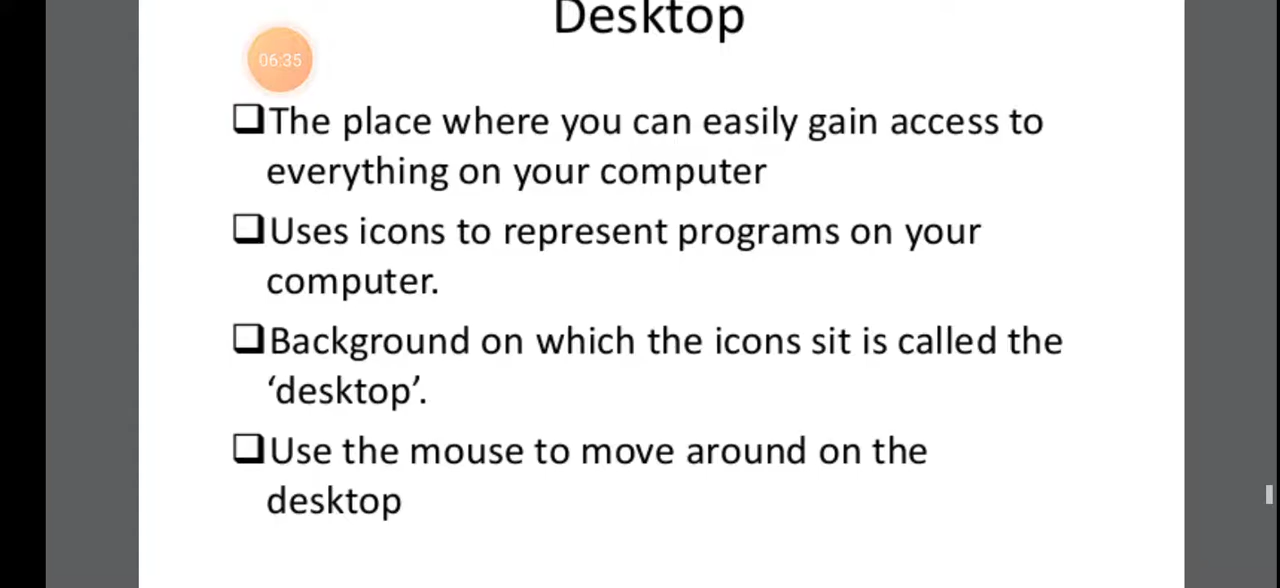 Desktop
06:35
❑The place where you can easily gain access to
everything on your computer
❑Uses icons to represent programs on your
computer.
❑Background on which the icons sit is called the
‘desktop’.
❑Use the mouse to move around on the
desktop